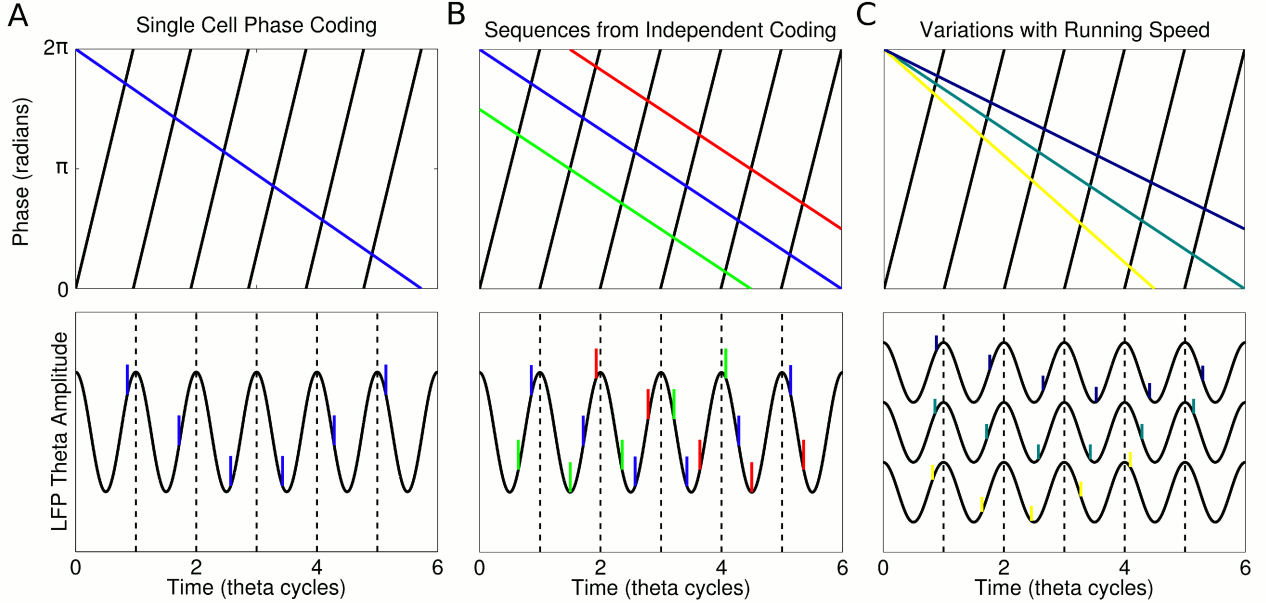 A
Single Cell Phase Coding
B
Sequences from Independent Coding
C
Variations with Running Speed
2π
π
0
Phase (radians)
LFP Theta Amplitude
0 2 4 6
Time (theta cycles)
0 2 4 6
Time (theta cycles)
0 2 4 6
Time (theta cycles)